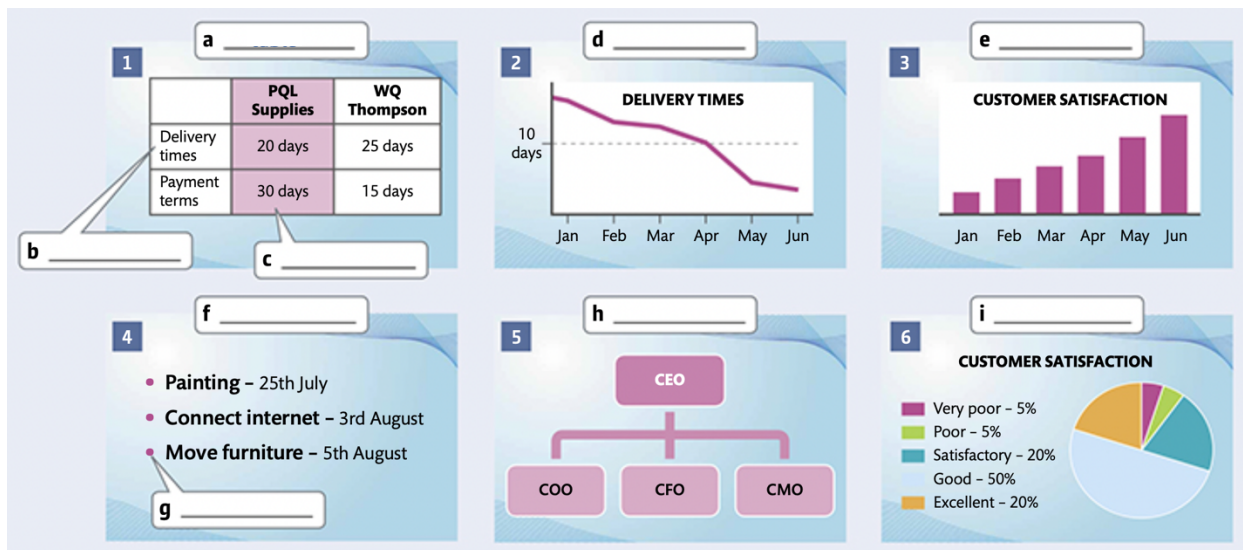 a
d
e
1
2
3
PQL
Supplies
WQ
Thompson
Delivery
times
20 days
25 days
Payment
terms
30 days
15 days
b
c
DELIVERY TIMES
10
days
Jan Feb Mar Apr May Jun
CUSTOMER SATISFACTION
Jan Feb Mar Apr May Jun
f
h
i
4
5
6
• Painting – 25th July
• Connect internet – 3rd August
• Move furniture – 5th August
g
CEO
COO
CFO
CMO
CUSTOMER SATISFACTION
Very poor – 5%
Poor – 5%
Satisfactory – 20%
Good – 50%
Excellent – 20%